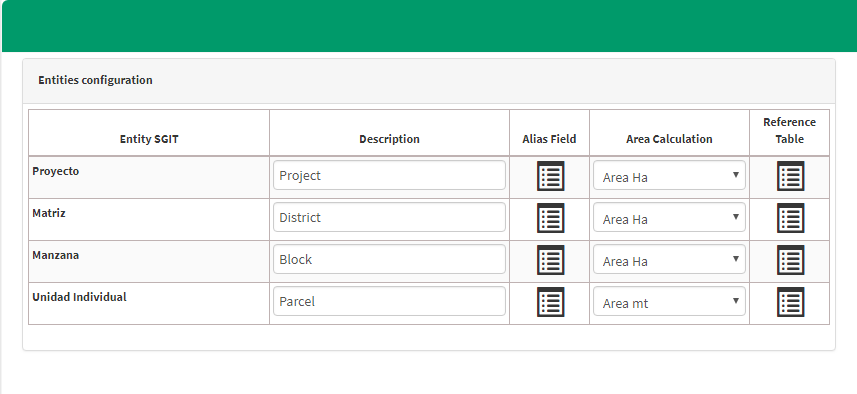 Entities configuration
Entity SGIT Description Alias Field Area Calculation Reference Table
Proyecto Project Area Ha
Matriz District Area Ha
Manzana Block Area Ha
Unidad Individual Parcel Area mt